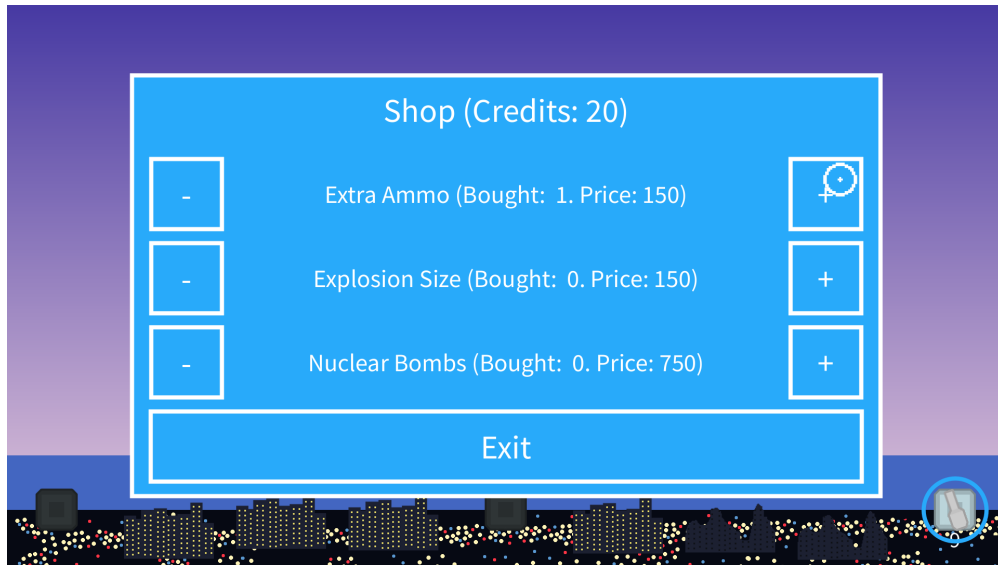 Shop (Credits: 20)
- Extra Ammo (Bought: 1. Price: 150) +
- Explosion Size (Bought: 0. Price: 150) +
- Nuclear Bombs (Bought: 0. Price: 750) +
Exit
9